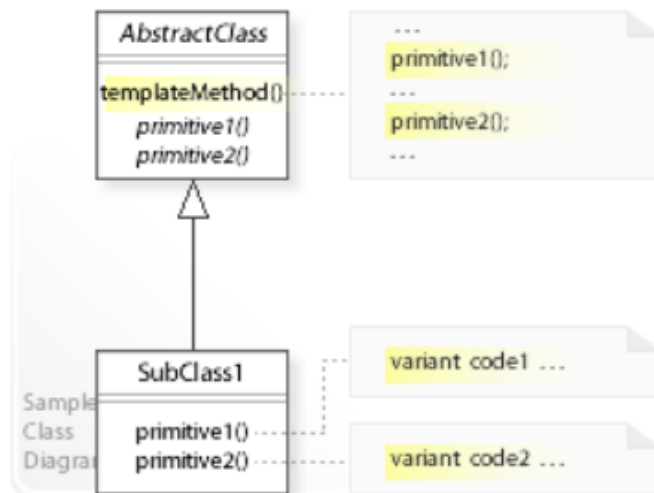 AbstractClass
templateMethod()
primitive1()
primitive2()
...
primitive1();
...
primitive2();
...
SubClass1
primitive1()
primitive2()
variant code1 ...
variant code2 ...
Sample
Class